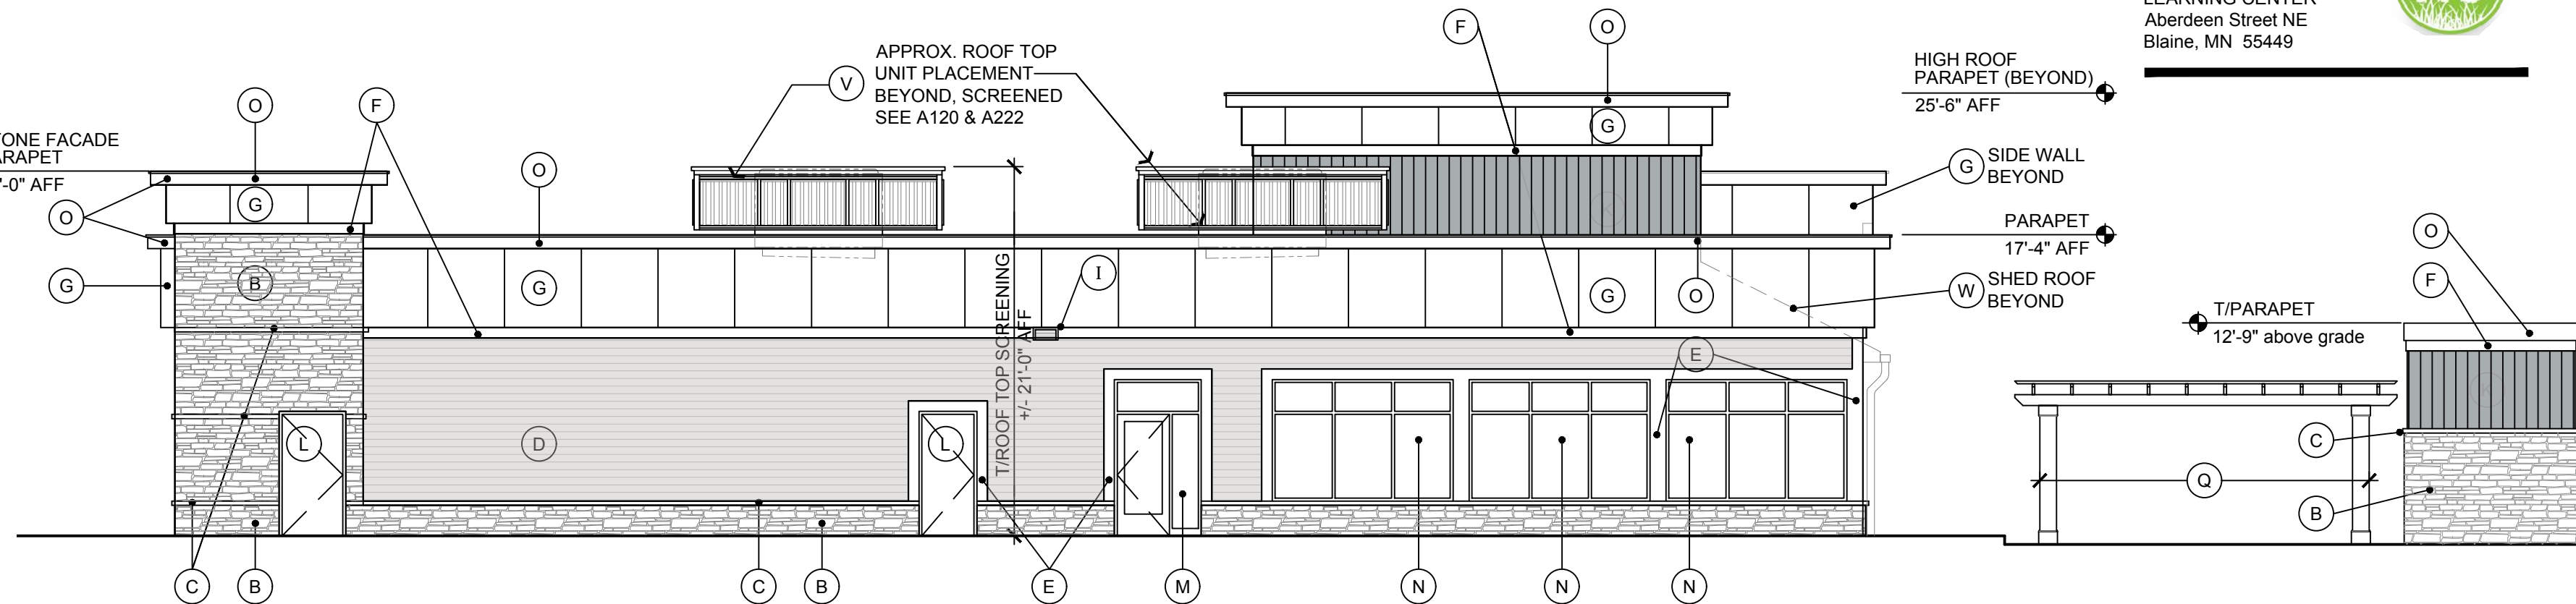 LEARNING CENTER
Aberdeen Street NE
Blaine, MN 55449
F
O
HIGH ROOF
PARAPET (BEYOND)
25'-6" AFF
APPROX. ROOF TOP
UNIT PLACEMENT
BEYOND, SCREENED
SEE A120 & A222
V
O
F
G
FACADE
-0" AFF
O
G
O
G
SIDE WALL
BEYOND
K
PARAPET
17'-4" AFF
O
F
G
B
G
I
G
O
W
SHED ROOF
BEYOND
T/PARAPET
12'-9" above grade
T/ROOF TOP SCREENING
+/- 21'-0" AFF
E
K
L
D
L
C
Q
B
C
B
C
B
E
M
N
N
N